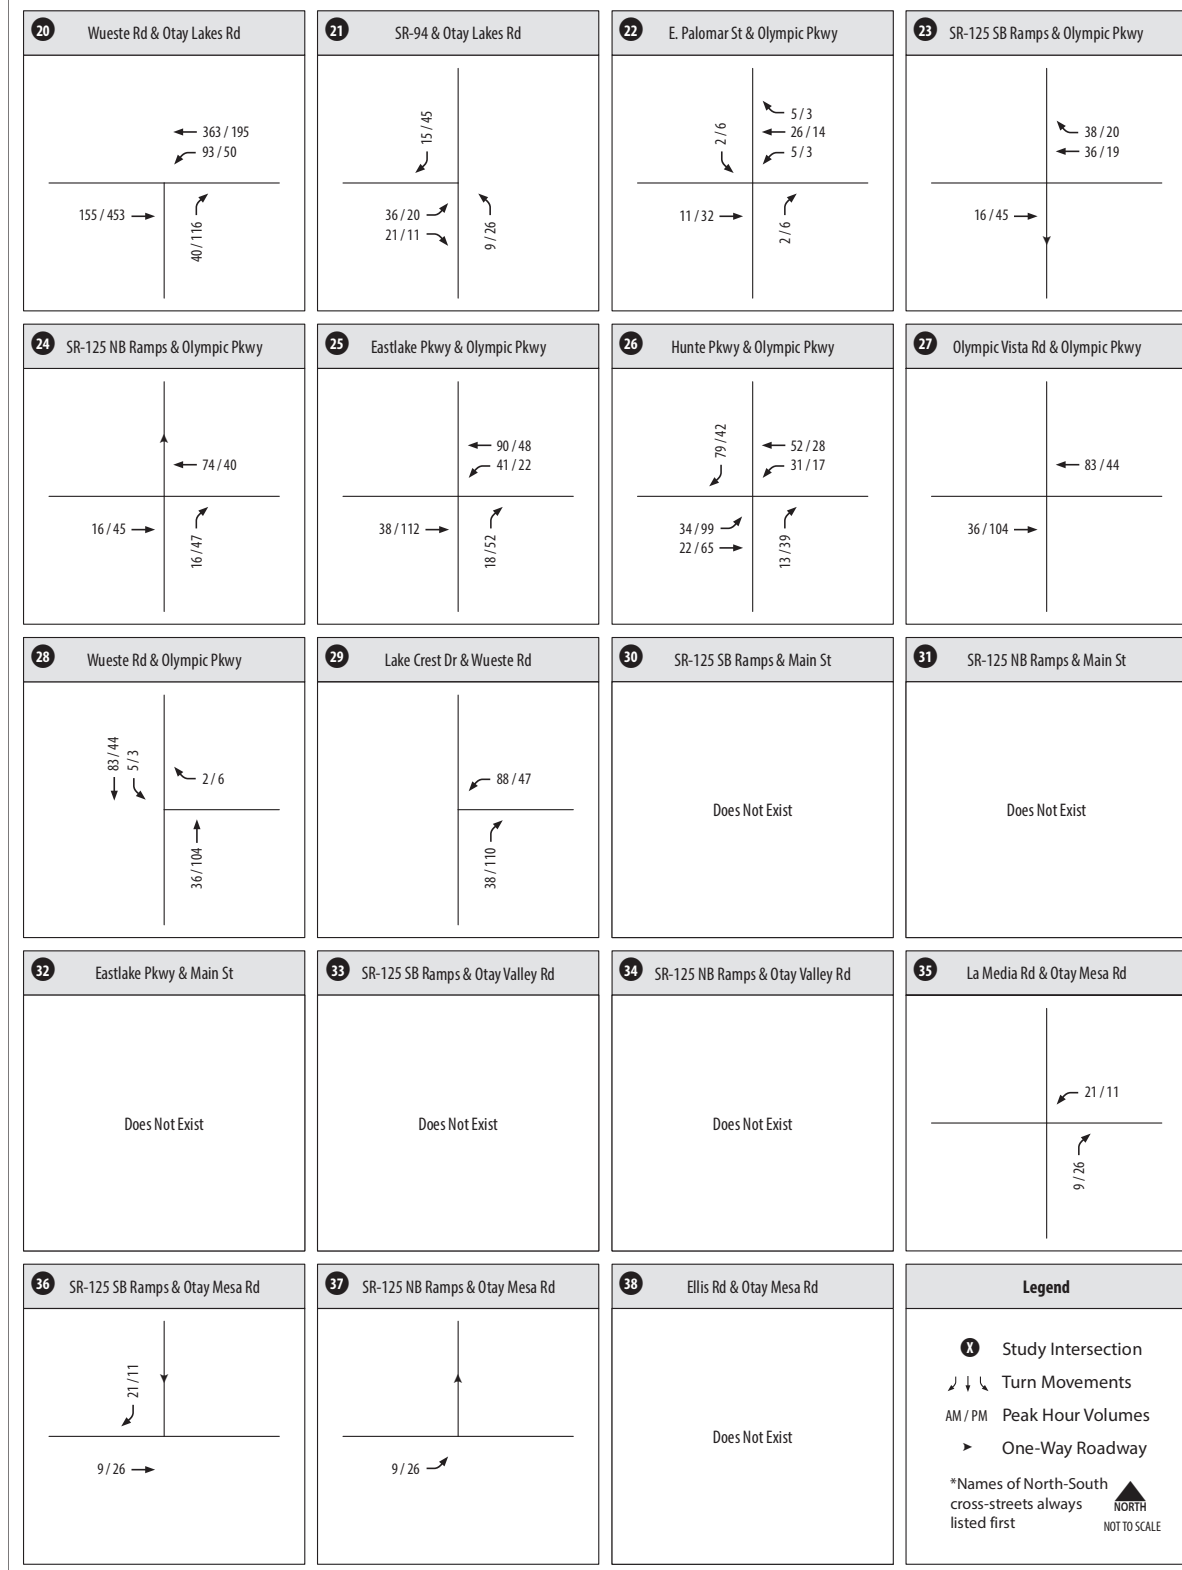 20 Wueste Rd & Otay Lakes Rd
363 / 195
93 / 50
155 / 453
40 / 116
21 SR-94 & Otay Lakes Rd
15 / 45
36 / 20
21 / 11
9 / 26
22 E. Palomar St & Olympic Pkwy
2 / 6
5 / 3
26 / 14
5 / 3
11 / 32
2 / 6
23 SR-125 SB Ramps & Olympic Pkwy
38 / 20
36 / 19
16 / 45
24 SR-125 NB Ramps & Olympic Pkwy
74 / 40
16 / 45
16 / 47
25 Eastlake Pkwy & Olympic Pkwy
90 / 48
41 / 22
38 / 112
18 / 52
26 Hunte Pkwy & Olympic Pkwy
79 / 42
52 / 28
31 / 17
34 / 99
22 / 65
13 / 39
27 Olympic Vista Rd & Olympic Pkwy
83 / 44
36 / 104
28 Wueste Rd & Olympic Pkwy
83 / 44
5 / 3
2 / 6
36 / 104
29 Lake Crest Dr & Wueste Rd
88 / 47
38 / 110
30 SR-125 SB Ramps & Main St
Does Not Exist
31 SR-125 NB Ramps & Main St
Does Not Exist
32 Eastlake Pkwy & Main St
Does Not Exist
33 SR-125 SB Ramps & Otay Valley Rd
Does Not Exist
34 SR-125 NB Ramps & Otay Valley Rd
Does Not Exist
35 La Media Rd & Otay Mesa Rd
21 / 11
9 / 26
36 SR-125 SB Ramps & Otay Mesa Rd
21 / 11
9 / 26
37 SR-125 NB Ramps & Otay Mesa Rd
9 / 26
38 Ellis Rd & Otay Mesa Rd
Does Not Exist
Legend
X Study Intersection
Turn Movements
AM / PM Peak Hour Volumes
One-Way Roadway
*Names of North-South
cross-streets always
listed first
NORTH
NOT TO SCALE